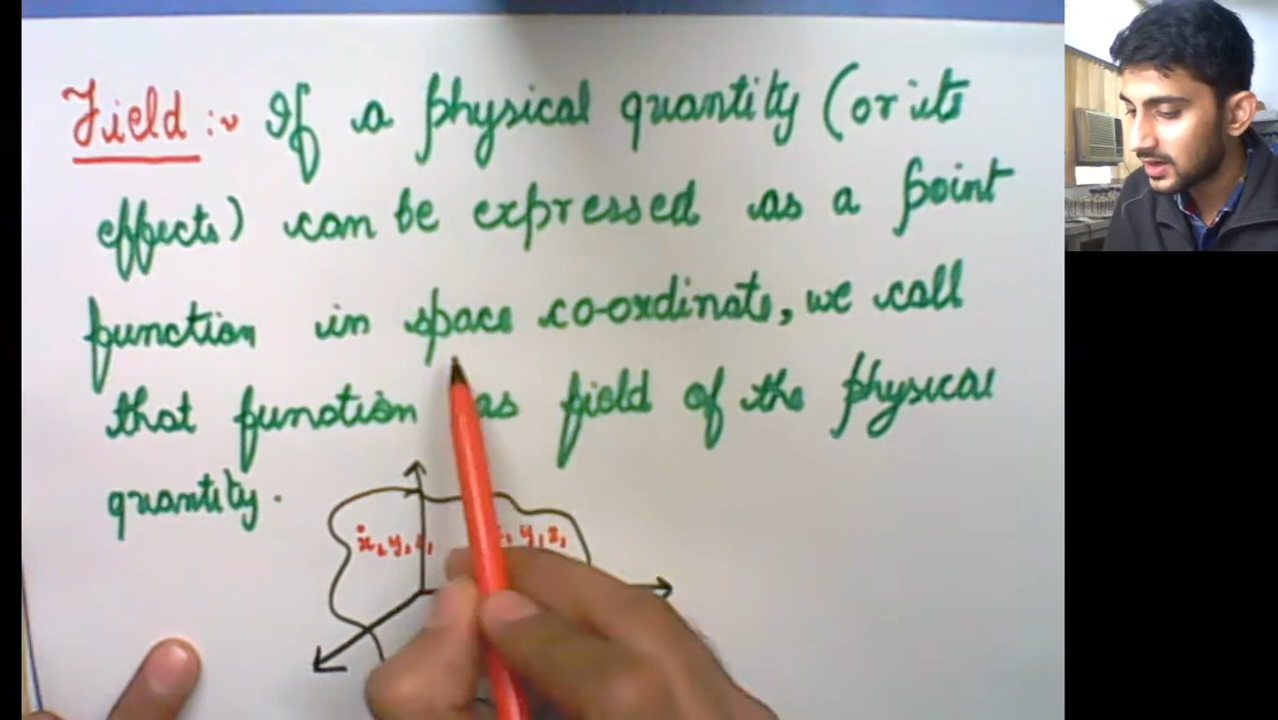 Field :- If a physical quantity (or its
effects) can be expressed as a point
function in space co-ordinate, we call
that function as field of the physical
quantity.